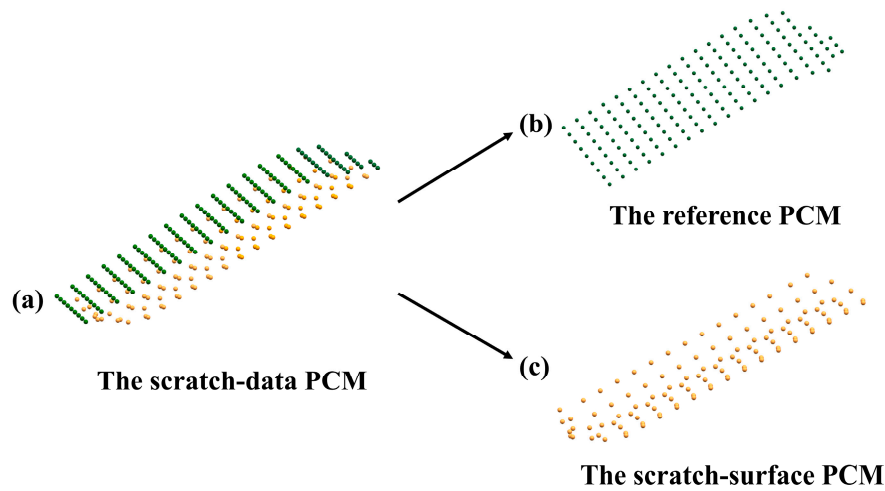 (a)
The scratch-data PCM
(b)
The reference PCM
(c)
The scratch-surface PCM